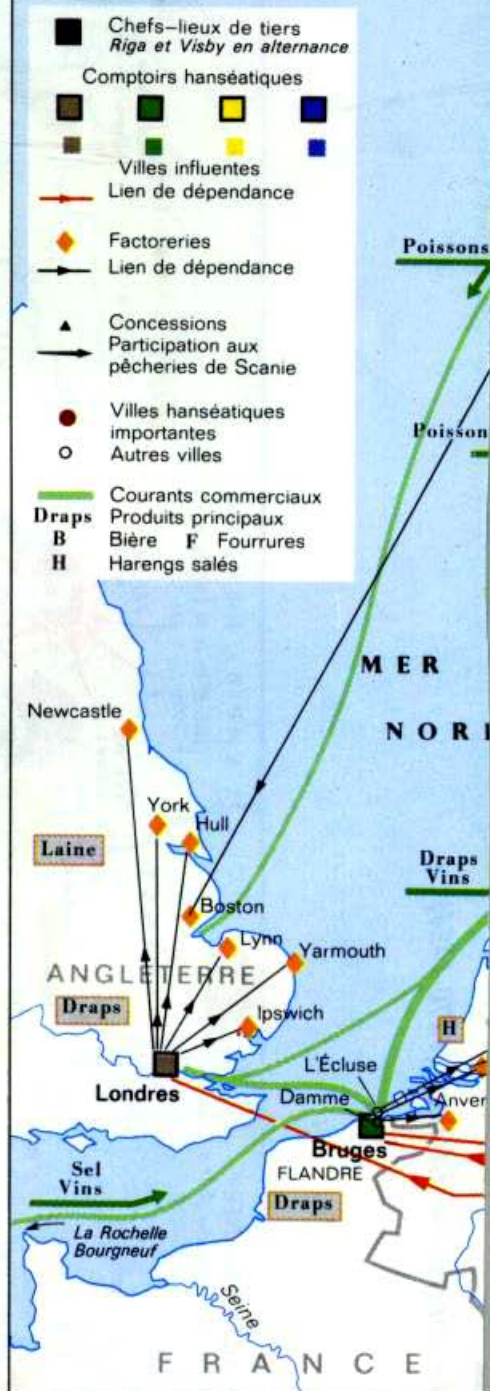 Chefs-lieux de tiers
Riga et Visby en alternance
Comptoirs hanséatiques
Villes influentes
Lien de dépendance
Factoreries
Lien de dépendance
Concessions
Participation aux
pêcheries de Scanie
Villes hanséatiques
importantes
Autres villes
Courants commerciaux
Draps Produits principaux
B Bière F Fourrures
H Harengs salés
Poissons
Poisson
MER
NORD
Newcastle
York
Hull
Laine
Draps
Vins
Boston
Lynn
Yarmouth
ANGLETERRE
Draps
Ipswich
H
L'Écluse
Londres
Damme
Anver
Bruges
Sel
Vins
FLANDRE
Draps
La Rochelle
Bourgneuf
Seine
FRANCE